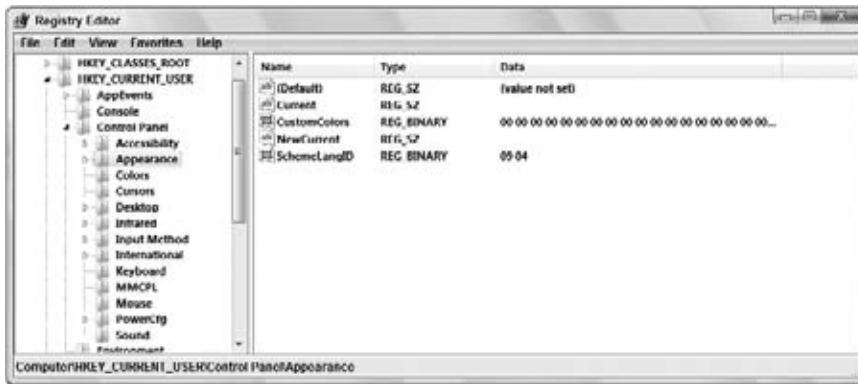 Registry Editor
File Edit View Favorites Help
HKEY_CLASSES_ROOT
HKEY_CURRENT_USER
AppEvents
Console
Control Panel
Accessibility
Appearance
Colors
Cursors
Desktop
Infrared
Input Method
International
Keyboard
MMCPL
Mouse
PowerCfg
Sound
Environment
Name Type Data
(Default) REG_SZ (value not set)
Current REG_SZ
CustomColors REG_BINARY 00 00 00 00 00 00 00 00 00 00 00 00 00 00 00 00 00...
NewCurrent REG_SZ
SchemeLangID REG_BINARY 09 04
Computer\HKEY_CURRENT_USER\Control Panel\Appearance